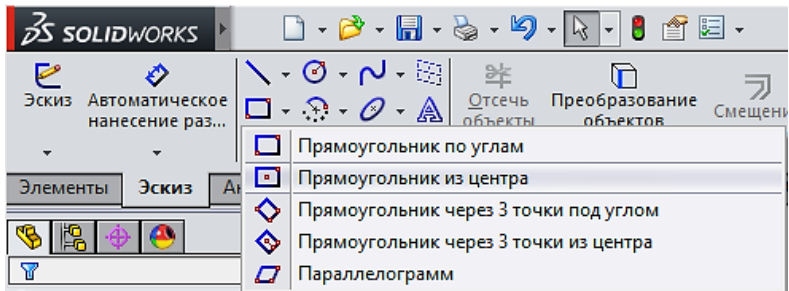 SOLIDWORKS
Эскиз
Автоматическое
нанесение раз...
Отсечь
объекты
Преобразование
объектов
Смещени
Прямоугольник по углам
Прямоугольник из центра
Прямоугольник через 3 точки под углом
Прямоугольник через 3 точки из центра
Параллелограмм
Элементы
Эскиз
Ан